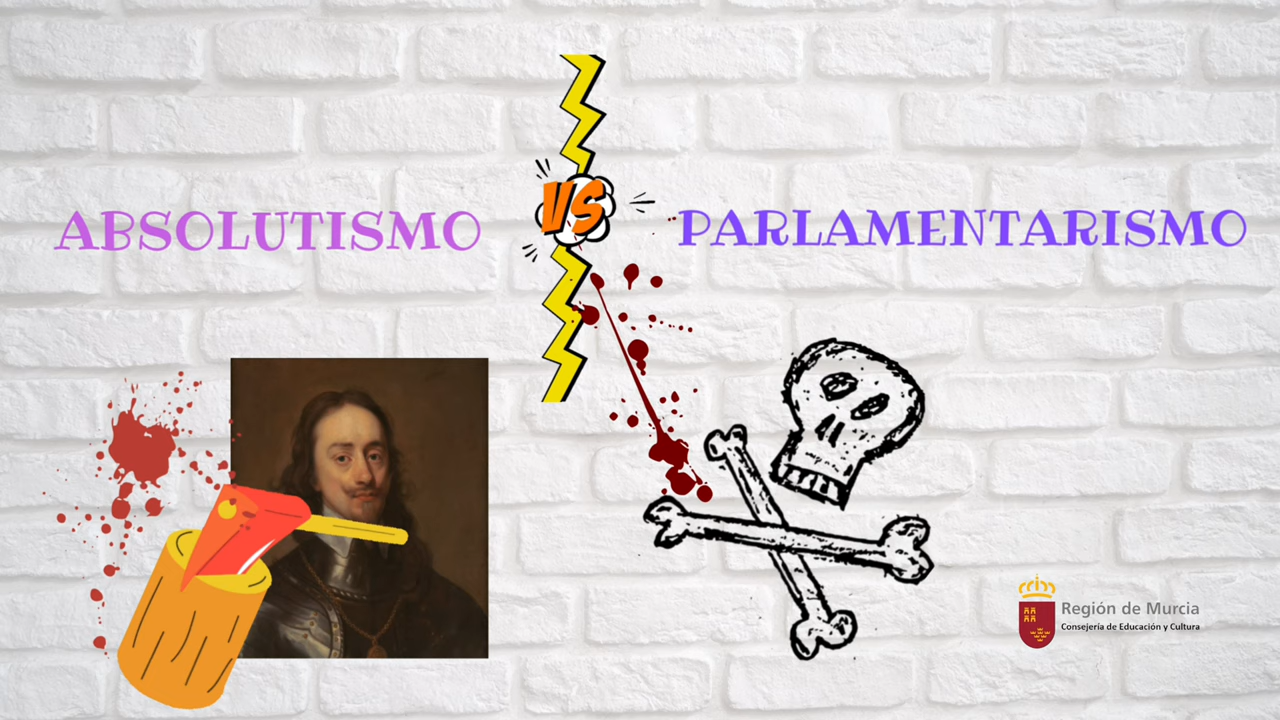 ABSOLUTISMO
VS
PARLAMENTARISMO
Región de Murcia
Consejería de Educación y Cultura